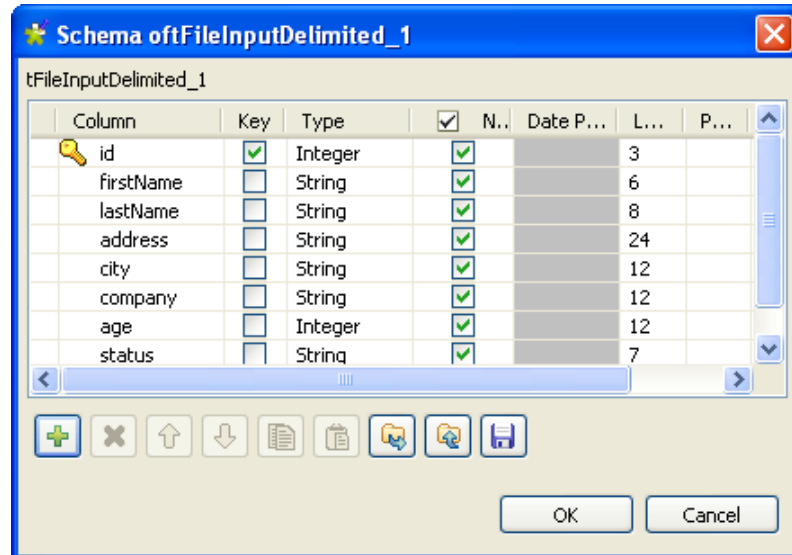 Schema oftFileInputDelimited_1
tFileInputDelimited_1
Column Key Type N.. Date P... L... P...
id Integer 3
firstName String 6
lastName String 8
address String 24
city String 12
company String 12
age Integer 12
status String 7
OK Cancel